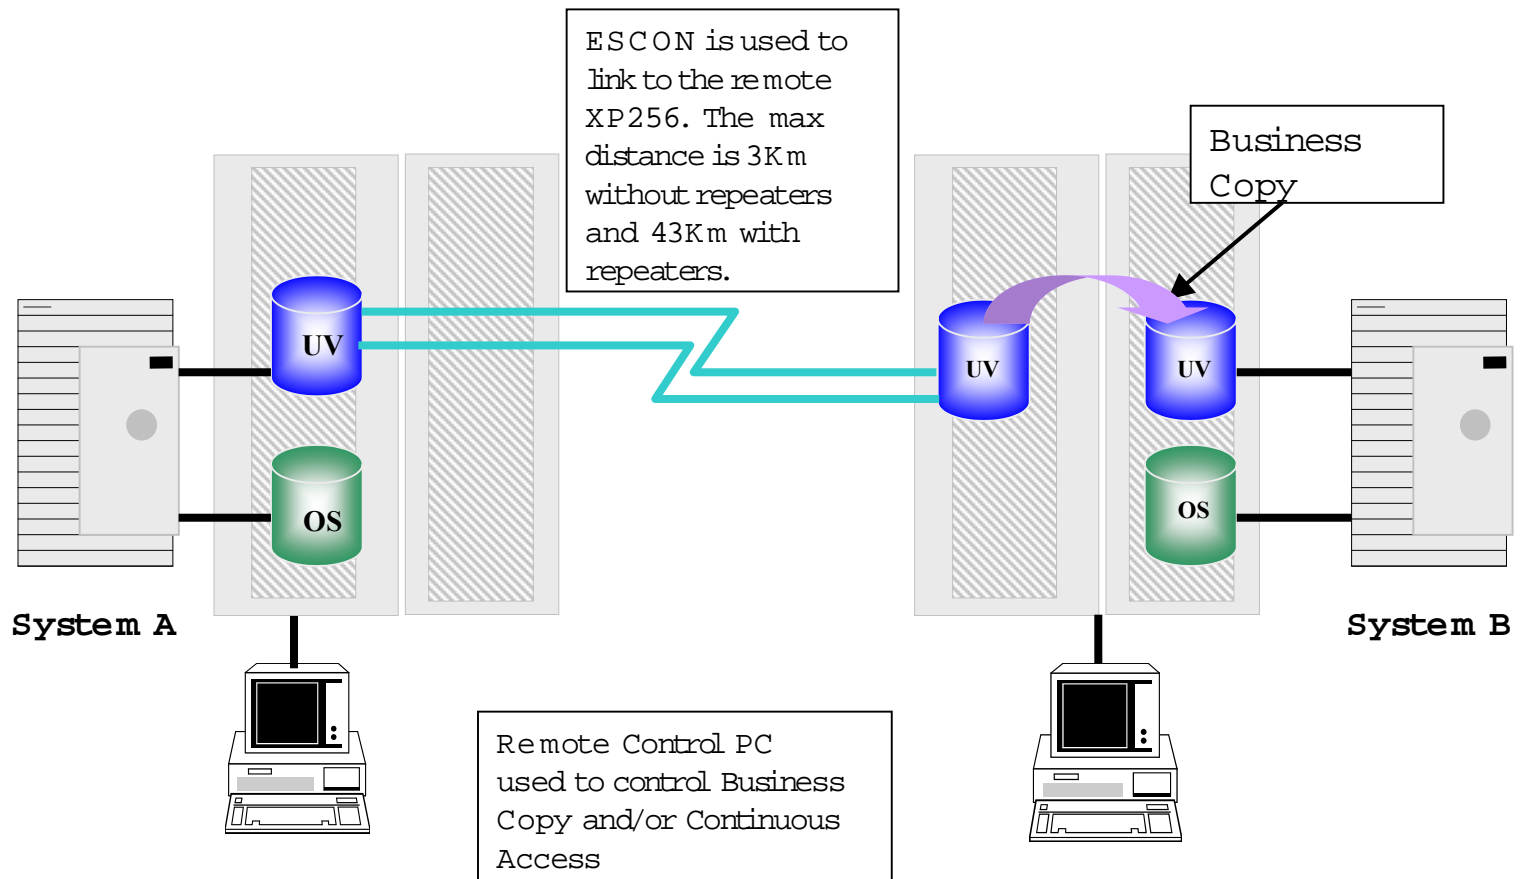 ESCON is used to
link to the remote
XP256. The max
distance is 3Km
without repeaters
and 43Km with
repeaters.
Business
Copy
UV
UV
UV
OS
OS
System A
System B
Remote Control PC
used to control Business
Copy and/or Continuous
Access